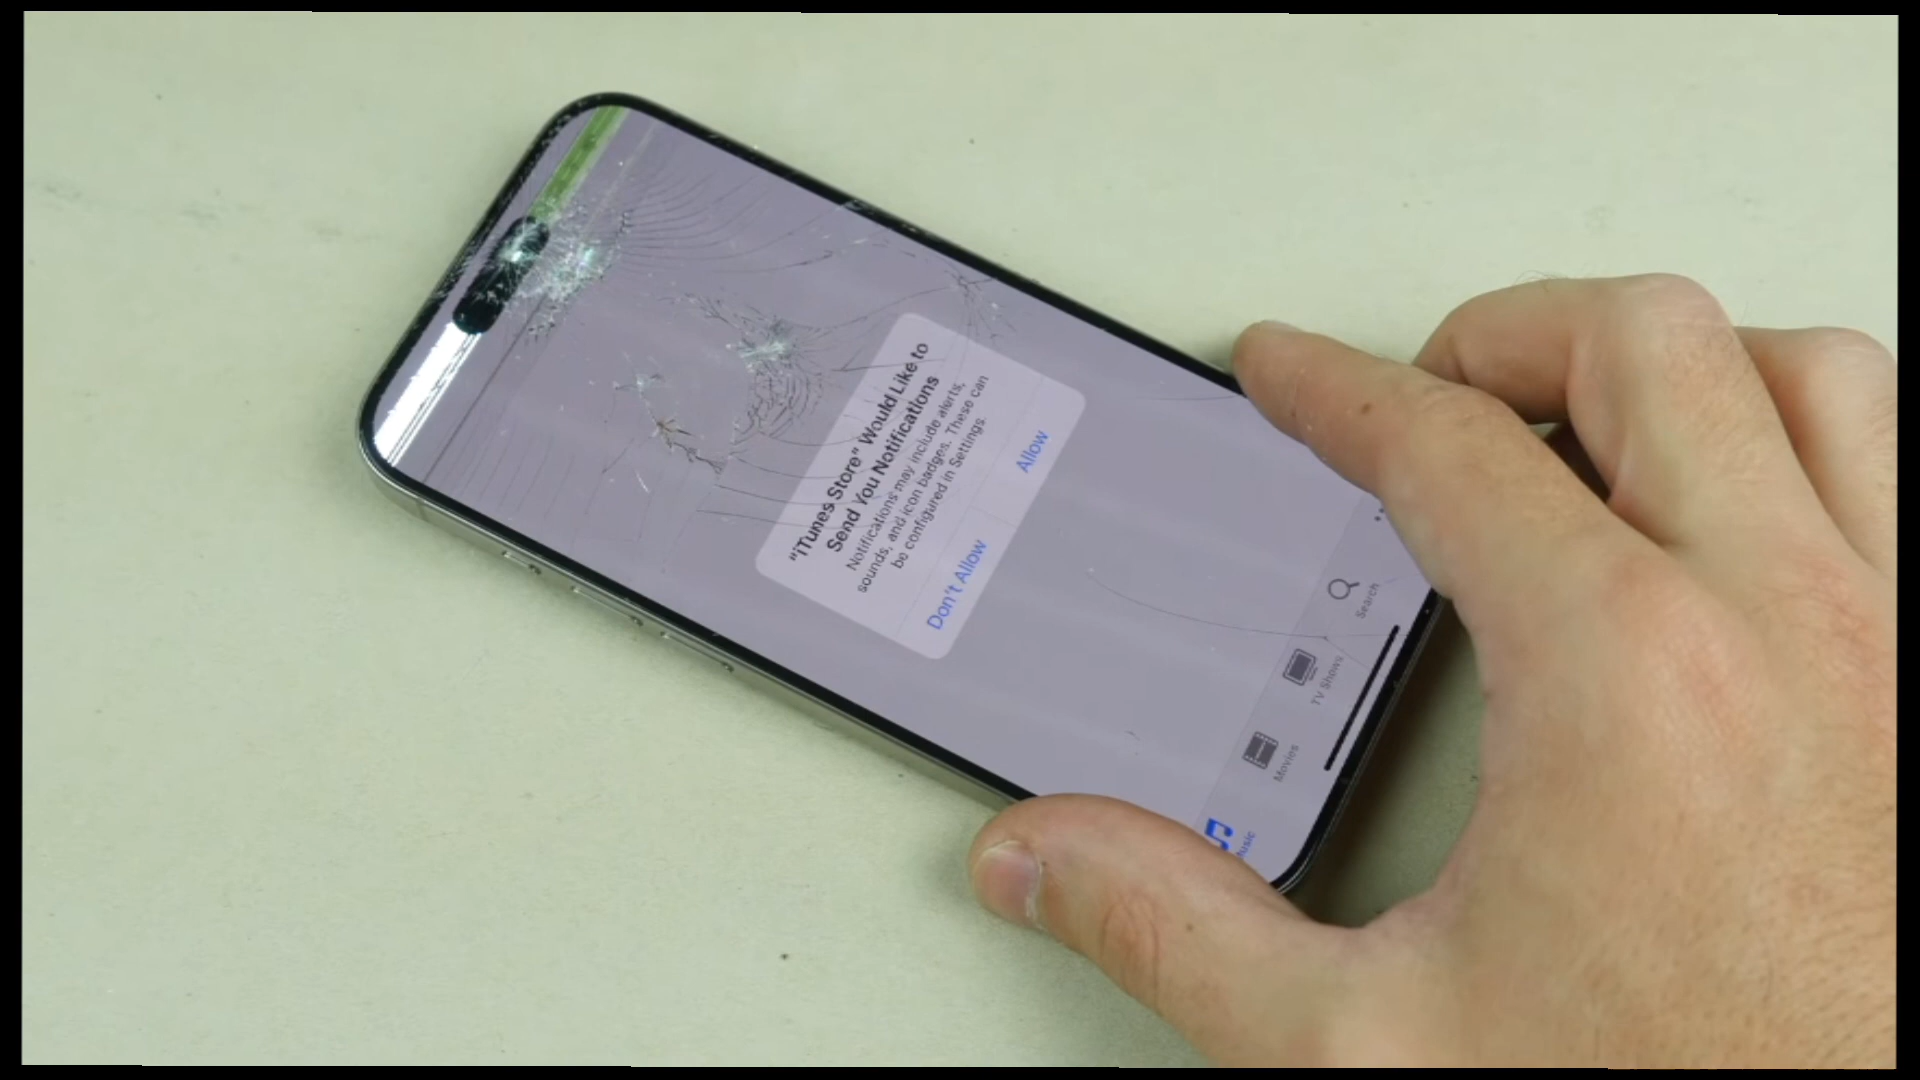 "iTunes Store" Would Like to
Send You Notifications
Notifications may include alerts,
sounds, and icon badges. These can
be configured in Settings.
Don't Allow Allow
Music Movies TV Shows Search